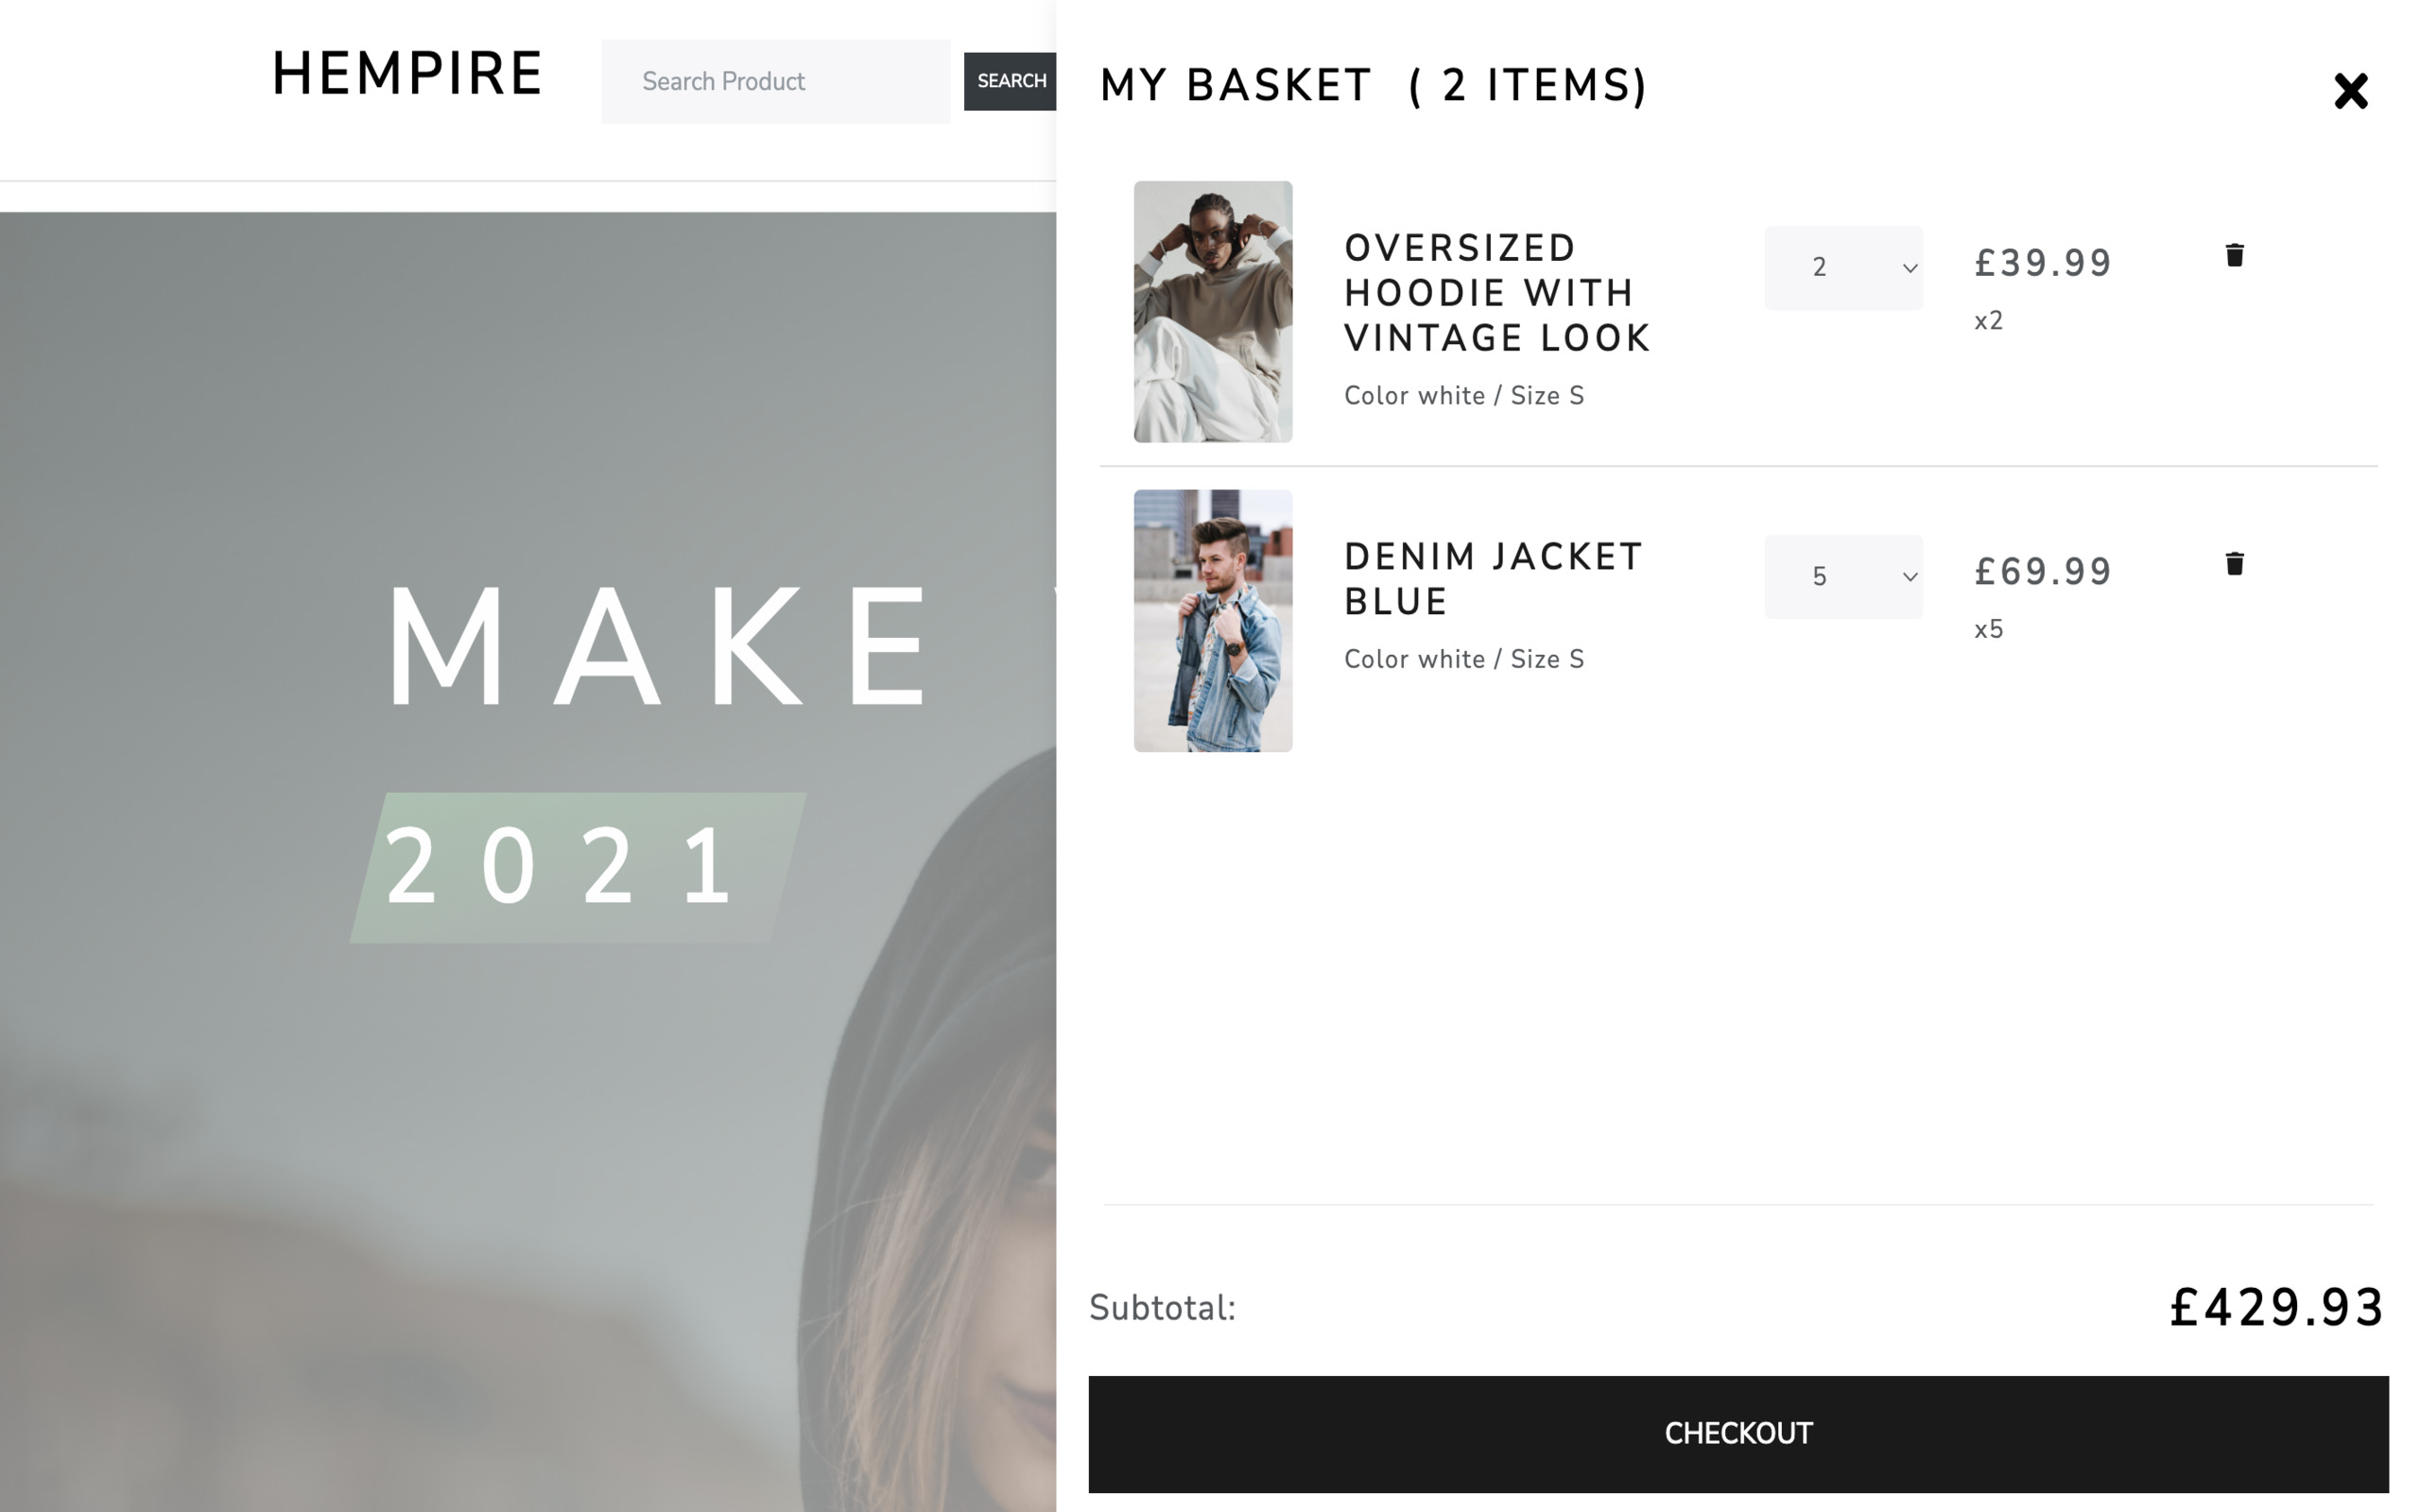 HEMPIRE
Search Product
SEARCH
MAKE
2021
MY BASKET ( 2 ITEMS)
OVERSIZED
HOODIE WITH
VINTAGE LOOK
Color white / Size S
2
£39.99
x2
DENIM JACKET
BLUE
Color white / Size S
5
£69.99
x5
Subtotal:
£429.93
CHECKOUT